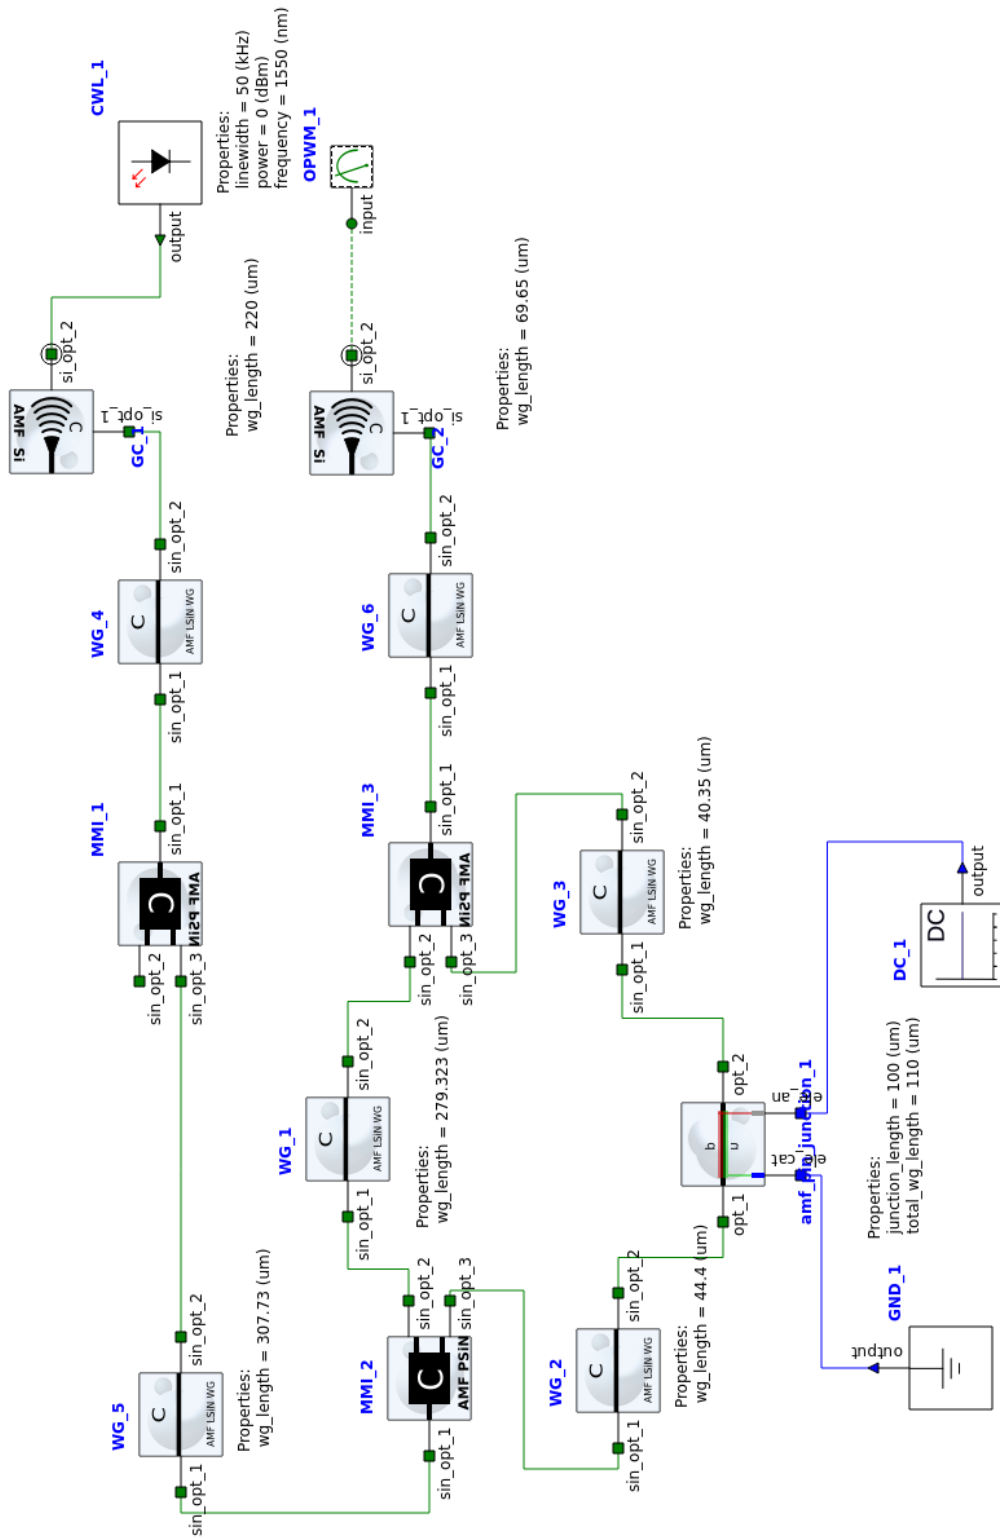 CWL_1
output
Properties:
linewidth = 50 (kHz)
power = 0 (dBm)
frequency = 1550 (nm)
si_opt_2
AMF Si
C
si_opt_1
GC_1
Properties:
wg_length = 220 (um)
sin_opt_2
WG_4
C
AMF LSiN WG
sin_opt_1
MMI_1
sin_opt_1
C
AMF PSiN
sin_opt_2
sin_opt_3
sin_opt_2
WG_5
C
AMF LSiN WG
sin_opt_1
Properties:
wg_length = 307.73 (um)
OPWM_1
input
si_opt_2
AMF Si
C
si_opt_1
GC_2
Properties:
wg_length = 69.65 (um)
sin_opt_2
WG_6
C
AMF LSiN WG
sin_opt_1
MMI_3
sin_opt_1
C
AMF PSiN
sin_opt_2
sin_opt_3
sin_opt_2
WG_1
C
AMF LSiN WG
sin_opt_1
Properties:
wg_length = 279.323 (um)
sin_opt_2
sin_opt_3
MMI_2
C
AMF PSiN
sin_opt_1
sin_opt_2
WG_3
C
AMF LSiN WG
sin_opt_1
Properties:
wg_length = 40.35 (um)
sin_opt_2
WG_2
C
AMF LSiN WG
sin_opt_1
Properties:
wg_length = 44.4 (um)
opt_2
opt_1
p
n
ele_an
ele_cat
amf_pin_junction_1
Properties:
junction_length = 100 (um)
total_wg_length = 110 (um)
DC_1
DC
output
GND_1
output